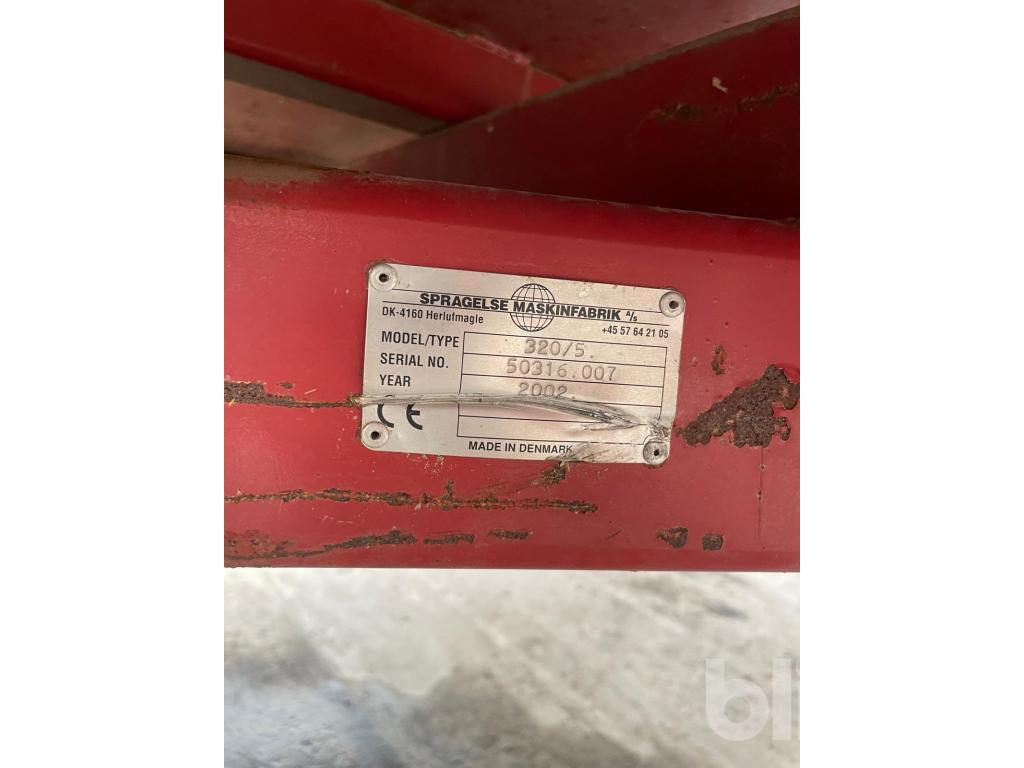 SPRAGELSE MASKINFABRIK A/S
DK-4160 Herlufmagle +45 57 64 21 05
MODEL/TYPE 320/5.
SERIAL NO. 50316.007
YEAR 2002.
CE
MADE IN DENMARK